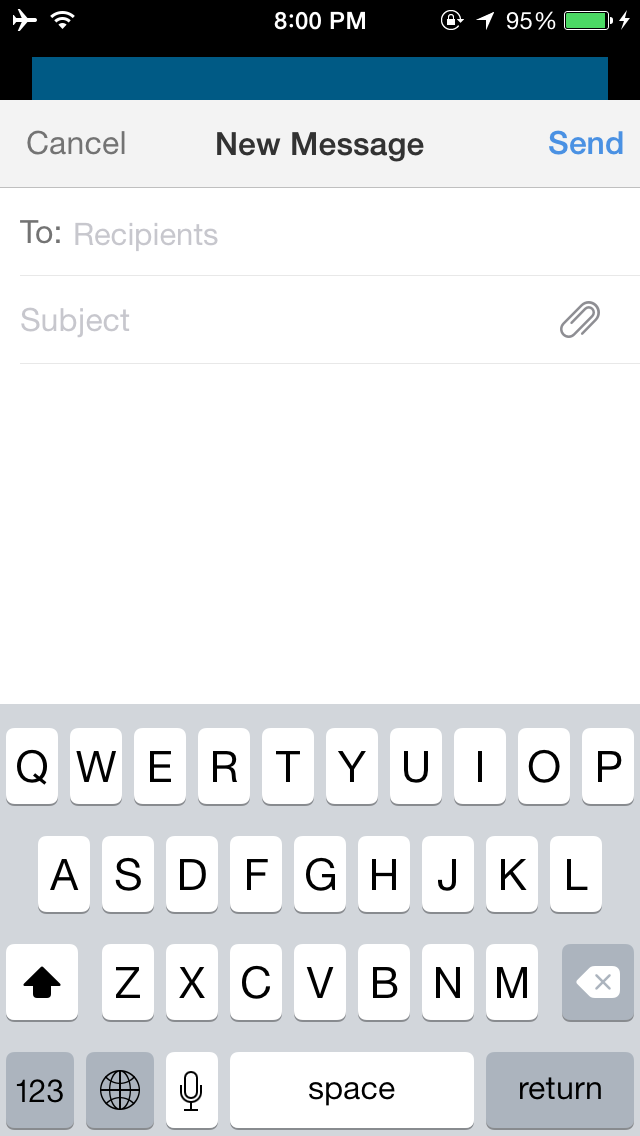 8:00 PM 95%
Cancel New Message Send
To: Recipients
Subject
Q W E R T Y U I O P
A S D F G H J K L
Z X C V B N M
123 space return